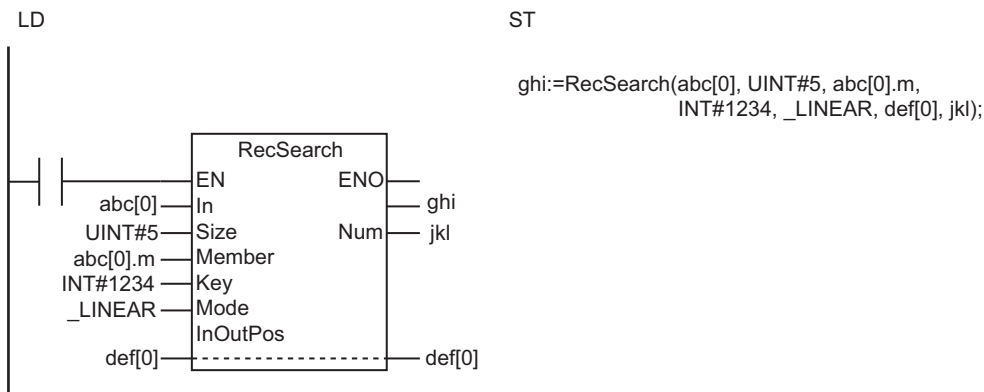 LD
ST
ghi:=RecSearch(abc[0], UINT#5, abc[0].m,
INT#1234, _LINEAR, def[0], jkl);
RecSearch
EN ENO
abc[0] In ghi
UINT#5 Size Num jkl
abc[0].m Member
INT#1234 Key
_LINEAR Mode
InOutPos
def[0] def[0]